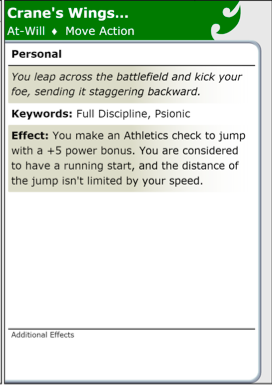 Crane's Wings...
At-Will ♦ Move Action
Personal
You leap across the battlefield and kick your
foe, sending it staggering backward.
Keywords: Full Discipline, Psionic
Effect: You make an Athletics check to jump
with a +5 power bonus. You are considered
to have a running start, and the distance of
the jump isn't limited by your speed.
Additional Effects